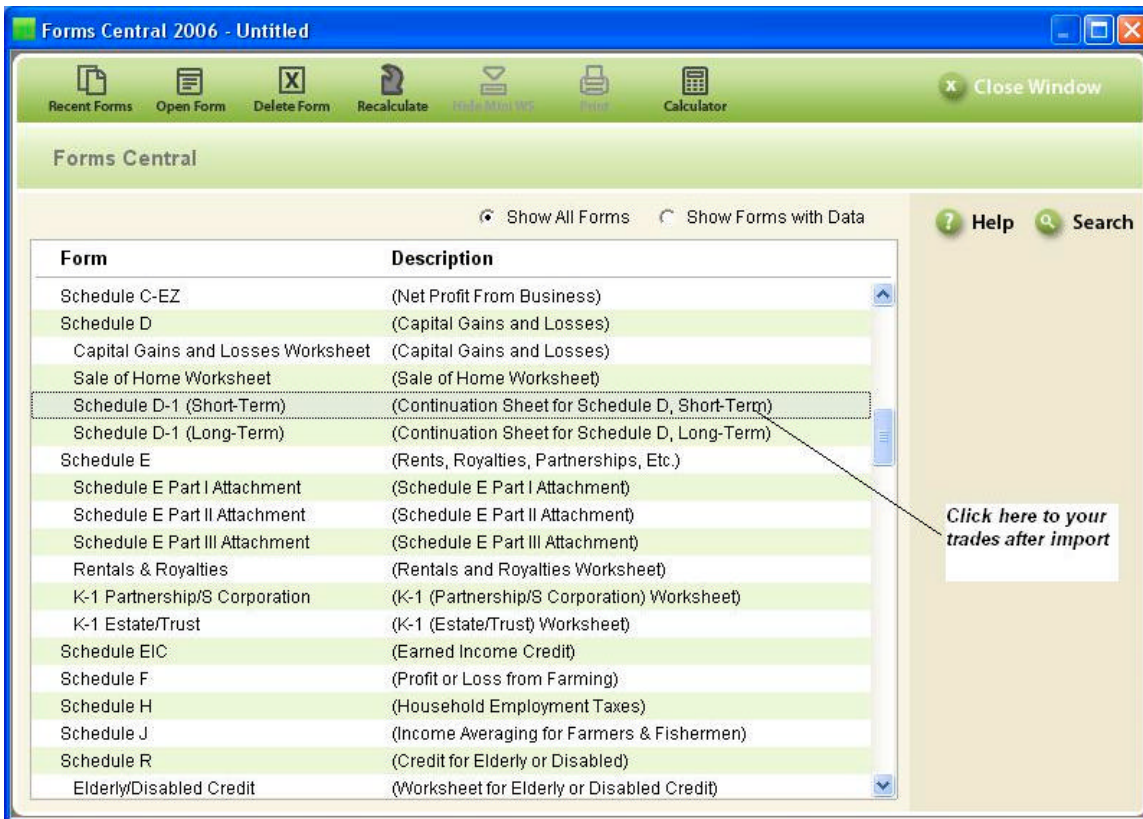 Forms Central 2006 - Untitled
Recent Forms Open Form Delete Form Recalculate Hide Mini WS Print Calculator X Close Window
Forms Central
Show All Forms Show Forms with Data
? Help Search
Form Description
Schedule C-EZ (Net Profit From Business)
Schedule D (Capital Gains and Losses)
Capital Gains and Losses Worksheet (Capital Gains and Losses)
Sale of Home Worksheet (Sale of Home Worksheet)
Schedule D-1 (Short-Term) (Continuation Sheet for Schedule D, Short-Term)
Schedule D-1 (Long-Term) (Continuation Sheet for Schedule D, Long-Term)
Schedule E (Rents, Royalties, Partnerships, Etc.)
Schedule E Part I Attachment (Schedule E Part I Attachment)
Schedule E Part II Attachment (Schedule E Part II Attachment)
Schedule E Part III Attachment (Schedule E Part III Attachment)
Rentals & Royalties (Rentals and Royalties Worksheet)
K-1 Partnership/S Corporation (K-1 (Partnership/S Corporation) Worksheet)
K-1 Estate/Trust (K-1 (Estate/Trust) Worksheet)
Schedule EIC (Earned Income Credit)
Schedule F (Profit or Loss from Farming)
Schedule H (Household Employment Taxes)
Schedule J (Income Averaging for Farmers & Fishermen)
Schedule R (Credit for Elderly or Disabled)
Elderly/Disabled Credit (Worksheet for Elderly or Disabled Credit)
Click here to your
trades after import